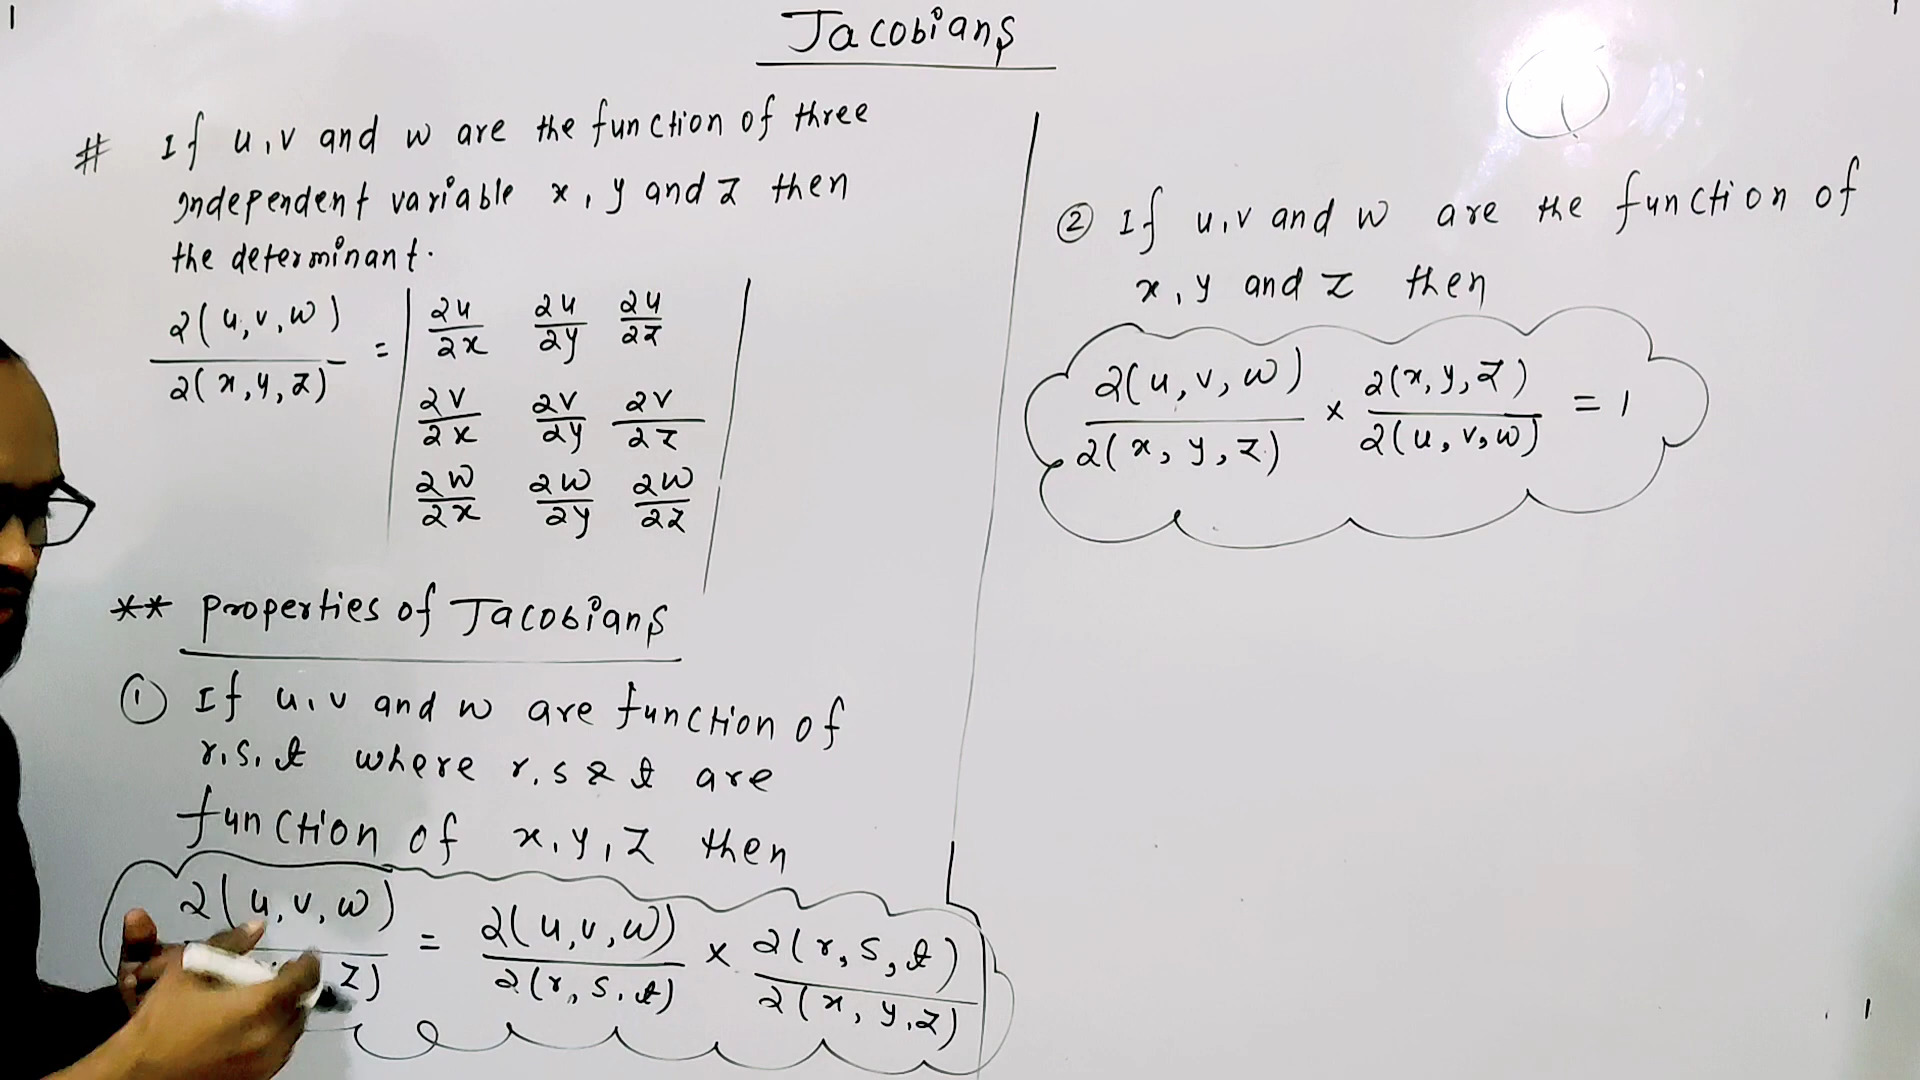 Jacobians
# If u,v and w are the function of three
independent variable x, y and z then
the determinant.
∂(u,v,w) / ∂(x,y,z) = | ∂u/∂x ∂u/∂y ∂u/∂z |
| ∂v/∂x ∂v/∂y ∂v/∂z |
| ∂w/∂x ∂w/∂y ∂w/∂z |
** properties of Jacobians
① If u,v and w are function of
r,s,t where r,s & t are
function of x,y,z then
∂(u,v,w) / z) = ∂(u,v,w) / ∂(r,s,t) × ∂(r,s,t) / ∂(x,y,z)
② If u,v and w are the function of
x, y and z then
∂(u,v,w) / ∂(x,y,z) × ∂(x,y,z) / ∂(u,v,w) = 1